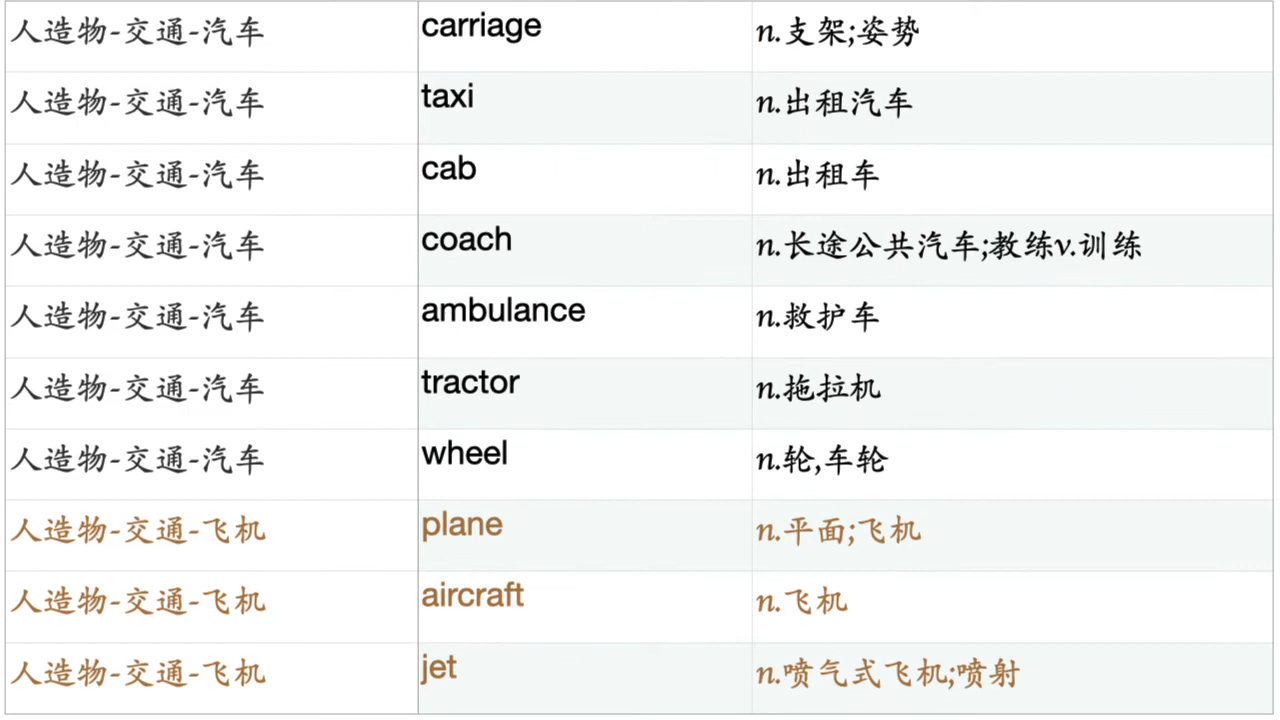 人造物-交通-汽车 carriage n.支架;姿势
人造物-交通-汽车 taxi n.出租汽车
人造物-交通-汽车 cab n.出租车
人造物-交通-汽车 coach n.长途公共汽车;教练v.训练
人造物-交通-汽车 ambulance n.救护车
人造物-交通-汽车 tractor n.拖拉机
人造物-交通-汽车 wheel n.轮,车轮
人造物-交通-飞机 plane n.平面;飞机
人造物-交通-飞机 aircraft n.飞机
人造物-交通-飞机 jet n.喷气式飞机;喷射